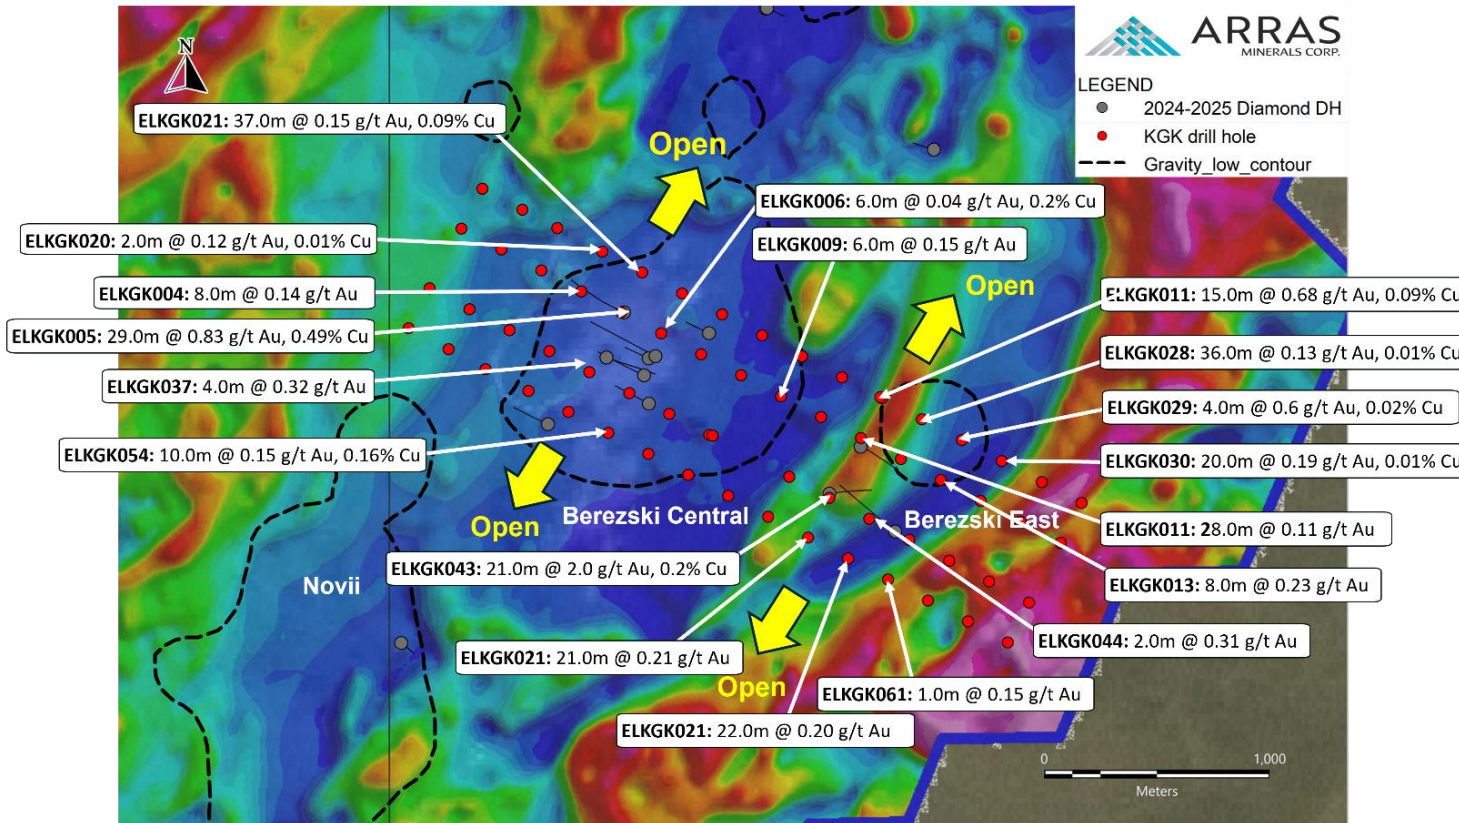 ARRAS
MINERALS CORP.
LEGEND
2024-2025 Diamond DH
KGK drill hole
Gravity_low_contour
N
ELKGK021: 37.0m @ 0.15 g/t Au, 0.09% Cu
Open
ELKGK006: 6.0m @ 0.04 g/t Au, 0.2% Cu
ELKGK020: 2.0m @ 0.12 g/t Au, 0.01% Cu
ELKGK009: 6.0m @ 0.15 g/t Au
ELKGK004: 8.0m @ 0.14 g/t Au
Open
ELKGK011: 15.0m @ 0.68 g/t Au, 0.09% Cu
ELKGK005: 29.0m @ 0.83 g/t Au, 0.49% Cu
ELKGK028: 36.0m @ 0.13 g/t Au, 0.01% Cu
ELKGK037: 4.0m @ 0.32 g/t Au
ELKGK029: 4.0m @ 0.6 g/t Au, 0.02% Cu
ELKGK054: 10.0m @ 0.15 g/t Au, 0.16% Cu
ELKGK030: 20.0m @ 0.19 g/t Au, 0.01% Cu
Open
Berezski Central
Berezski East
ELKGK011: 28.0m @ 0.11 g/t Au
ELKGK043: 21.0m @ 2.0 g/t Au, 0.2% Cu
Novii
ELKGK013: 8.0m @ 0.23 g/t Au
ELKGK044: 2.0m @ 0.31 g/t Au
ELKGK021: 21.0m @ 0.21 g/t Au
Open
ELKGK061: 1.0m @ 0.15 g/t Au
ELKGK021: 22.0m @ 0.20 g/t Au
0 1,000
Meters